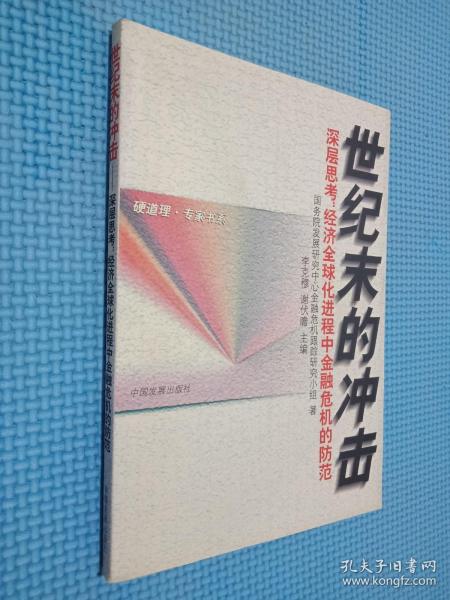 世纪末的冲击
深层思考：经济全球化进程中金融危机的防范
世纪末的冲击
深层思考：经济全球化进程中金融危机的防范
国务院发展研究中心金融危机跟踪研究小组 著
李克穆 谢伏瞻 主编
硬道理·专家书系
中国发展出版社
孔夫子旧书网
www.kongfz.com